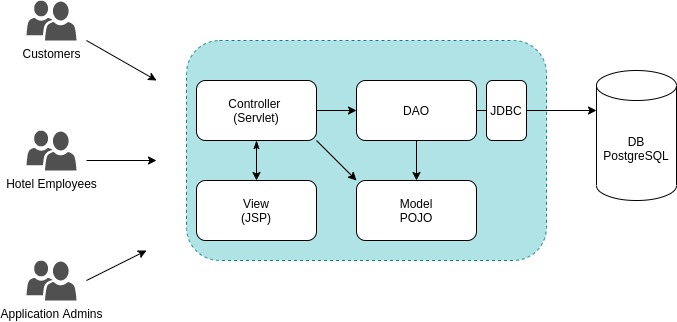 Customers
Hotel Employees
Application Admins
Controller
(Servlet)
DAO
JDBC
View
(JSP)
Model
POJO
DB
PostgreSQL